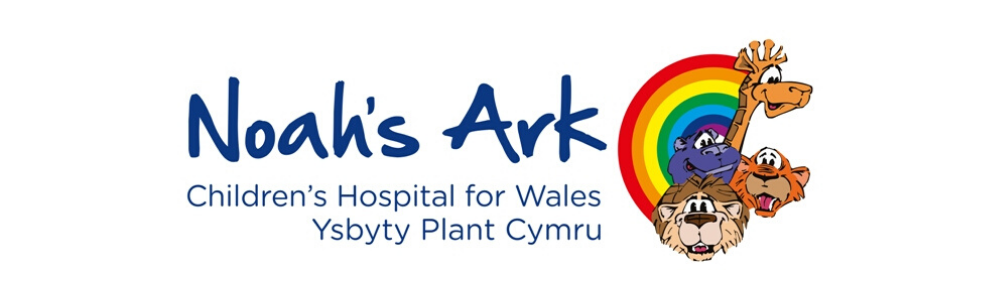 Noah's Ark
Children's Hospital for Wales
Ysbyty Plant Cymru